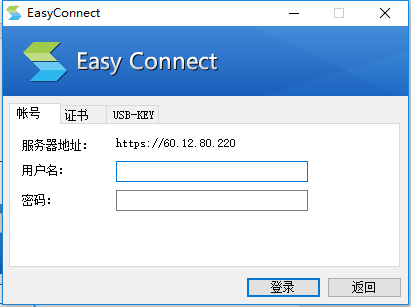 EasyConnect
Easy Connect
帐号 证书 USB-KEY
服务器地址： https://60.12.80.220
用户名：
密码：
登录 返回